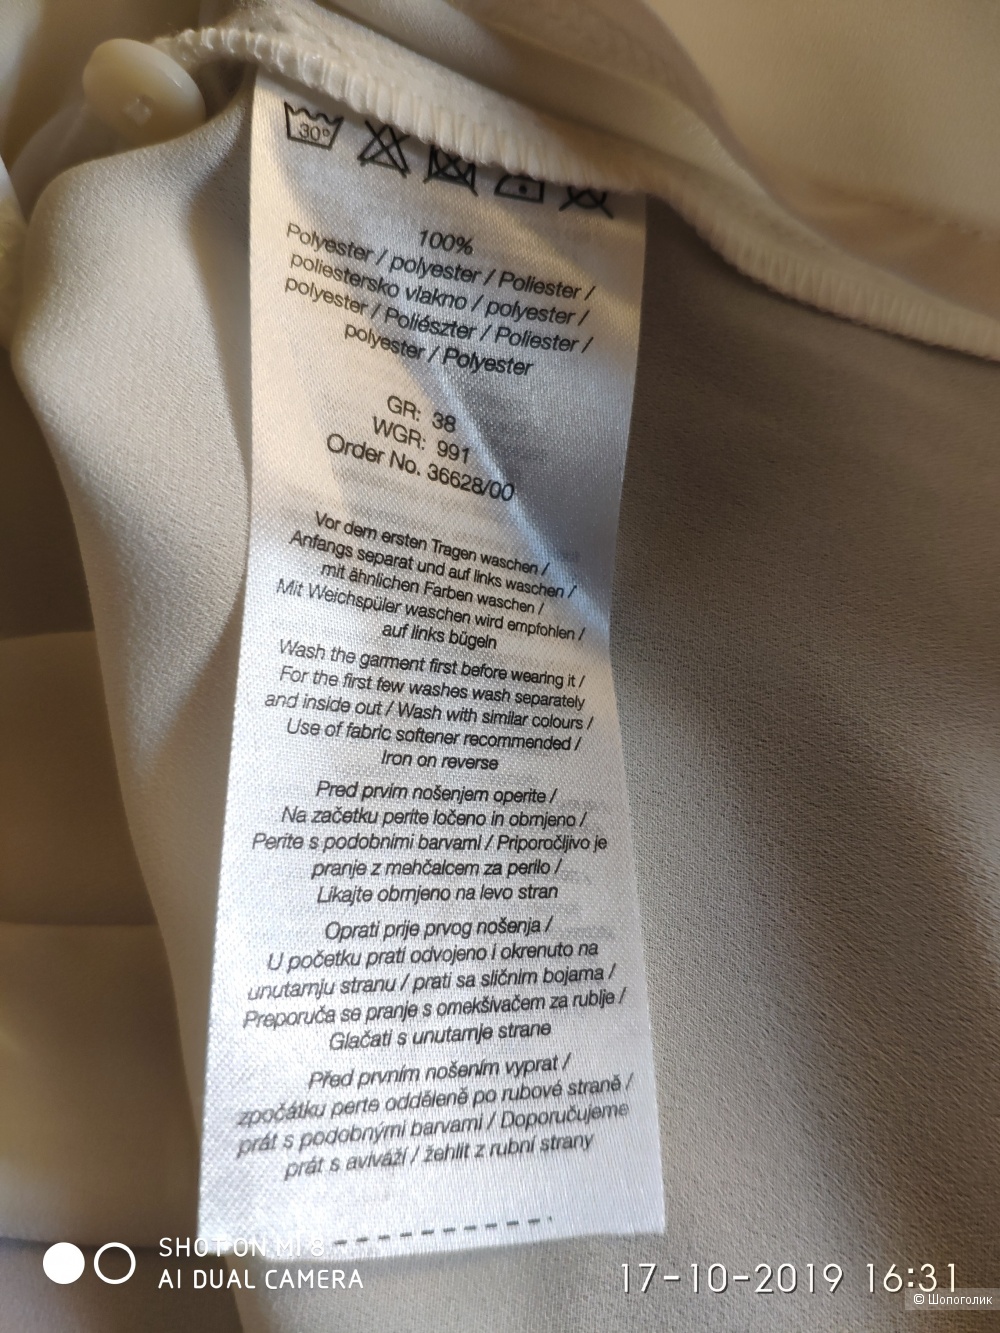 30°
100%
Polyester / polyester / Poliester /
poliestersko vlakno / polyester /
polyester / Poliészter / Poliester /
polyester / Polyester
GR: 38
WGR: 991
Order No. 36628/00
Vor dem ersten Tragen waschen /
Anfangs separat und auf links waschen /
mit ähnlichen Farben waschen /
Mit Weichspüler waschen wird empfohlen /
auf links bügeln
Wash the garment first before wearing it /
For the first few washes wash separately
and inside out / Wash with similar colours /
Use of fabric softener recommended /
Iron on reverse
Pred prvim nošenjem operite /
Na začetku perite ločeno in obrnjeno /
Perite s podobnimi barvami / Priporočljivo je
pranje z mehčalcem za perilo /
Likajte obrnjeno na levo stran
Oprati prije prvog nošenja /
U početku prati odvojeno i okrenuto na
unutarnju stranu / prati sa sličnim bojama /
Preporuča se pranje s omekšivačem za rublje /
Glačati s unutarnje strane
Před prvním nošením vyprat /
zpočátku perte odděleně po rubové straně /
prát s podobnými barvami / Doporučujeme
prát s aviváží / žehlit z rubní strany
SHOT ON MI 8
AI DUAL CAMERA
17-10-2019 16:31
© Шопоголик